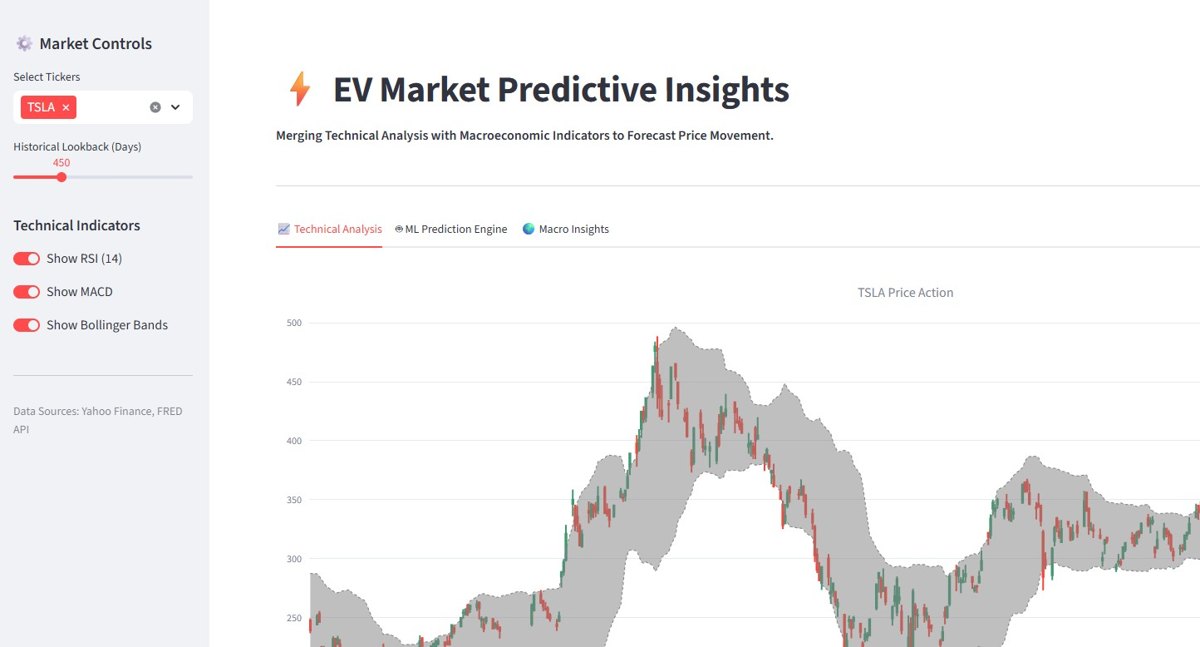 Market Controls
Select Tickers
TSLA
Historical Lookback (Days)
450
Technical Indicators
Show RSI (14)
Show MACD
Show Bollinger Bands
Data Sources: Yahoo Finance, FRED
API
EV Market Predictive Insights
Merging Technical Analysis with Macroeconomic Indicators to Forecast Price Movement.
Technical Analysis ML Prediction Engine Macro Insights
TSLA Price Action
500
450
400
350
300
250